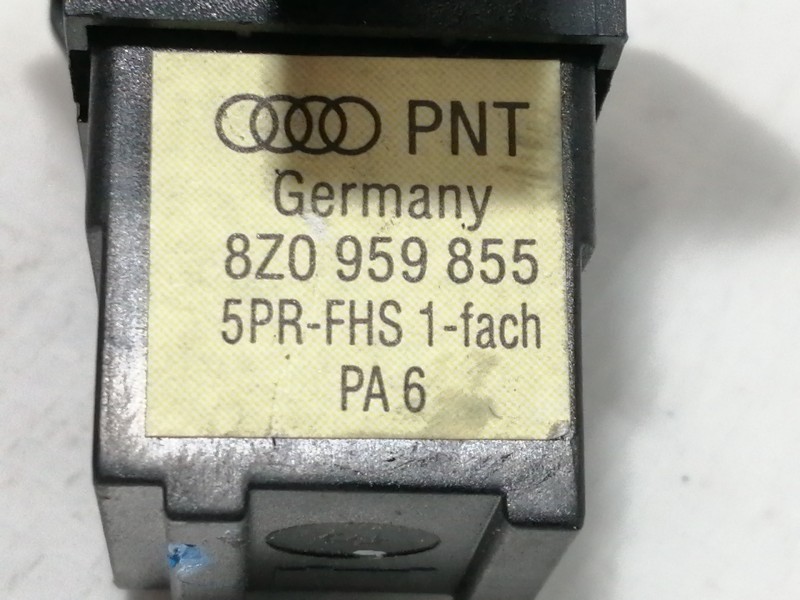 PNT
Germany
8Z0 959 855
5PR-FHS 1-fach
PA 6